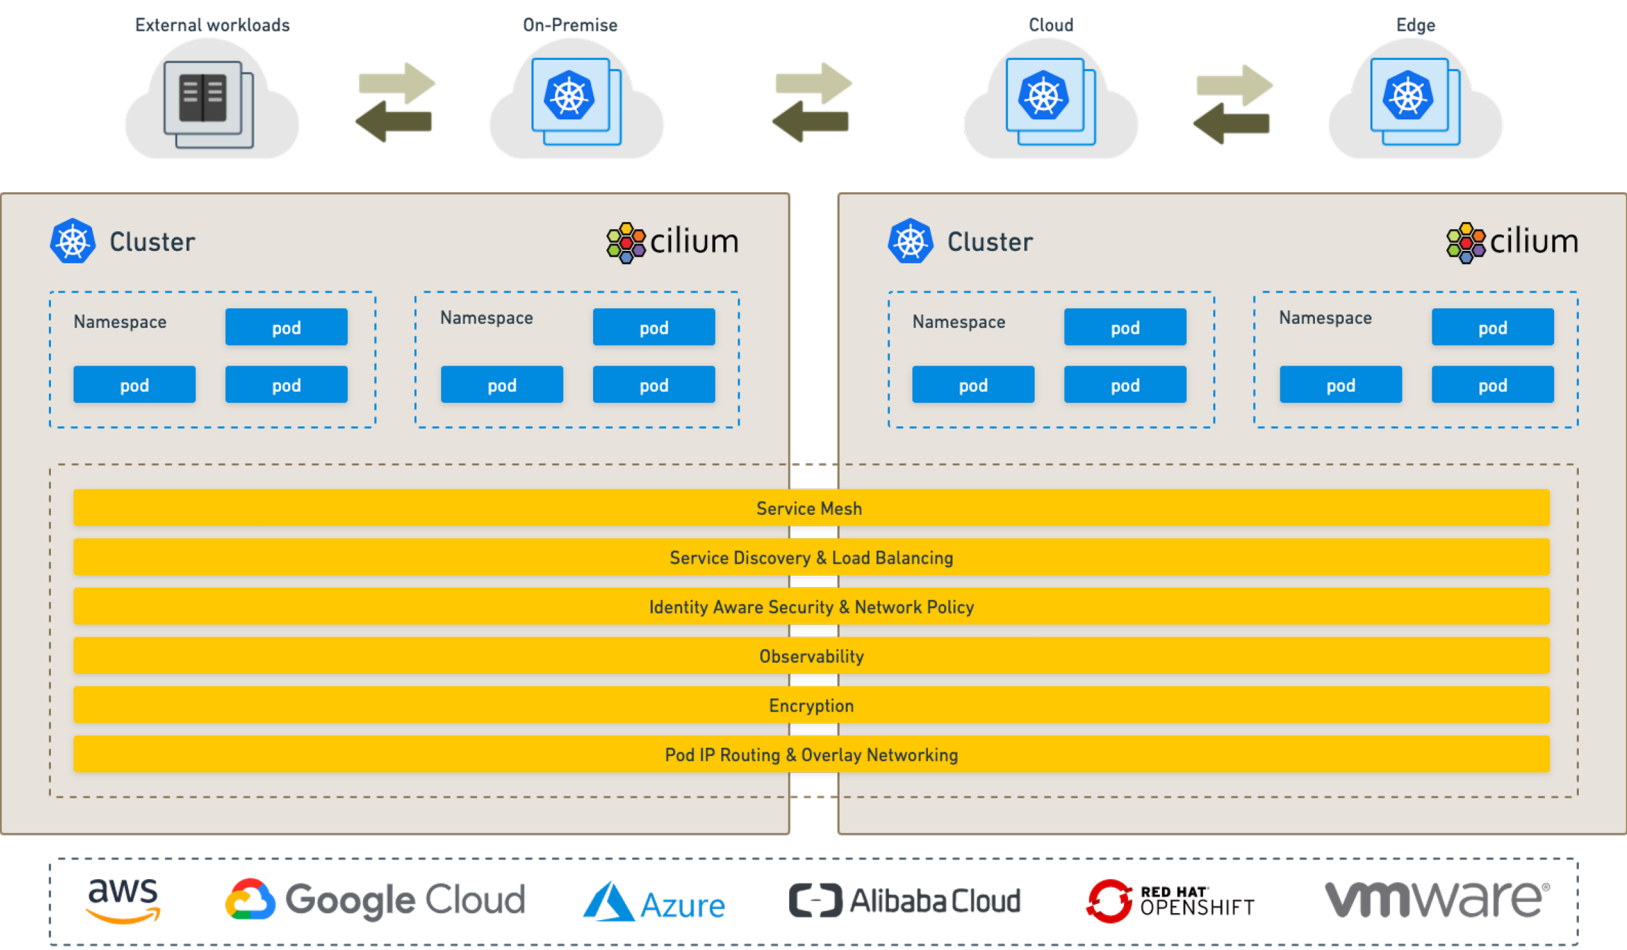 External workloads
On-Premise
Cloud
Edge
Cluster
cilium
Cluster
cilium
Namespace
pod
pod
pod
Namespace
pod
pod
pod
Namespace
pod
pod
pod
Namespace
pod
pod
pod
Service Mesh
Service Discovery & Load Balancing
Identity Aware Security & Network Policy
Observability
Encryption
Pod IP Routing & Overlay Networking
aws
Google Cloud
Azure
Alibaba Cloud
RED HAT®
OPENSHIFT
vmware®